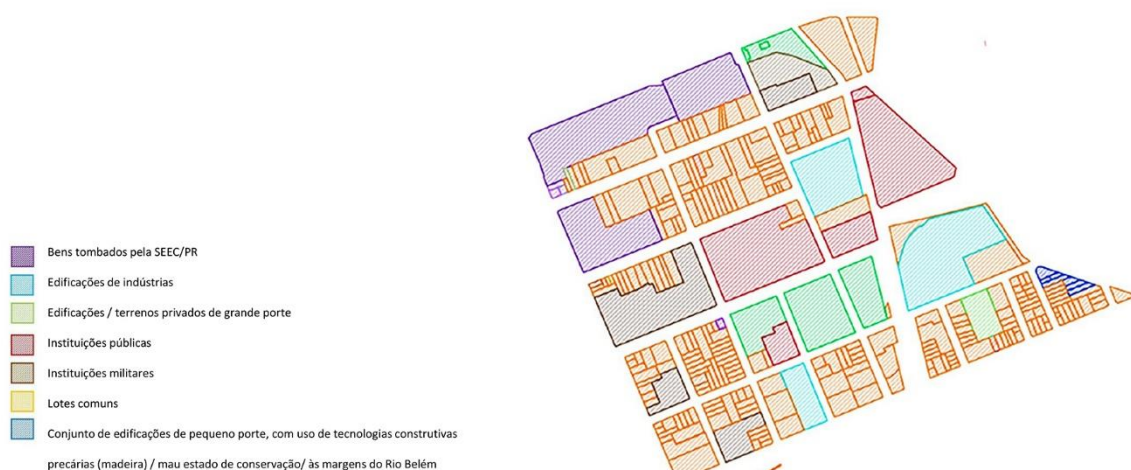 Bens tombados pela SEEC/PR
Edificações de indústrias
Edificações / terrenos privados de grande porte
Instituições públicas
Instituições militares
Lotes comuns
Conjunto de edificações de pequeno porte, com uso de tecnologias construtivas
precárias (madeira) / mau estado de conservação/ às margens do Rio Belém